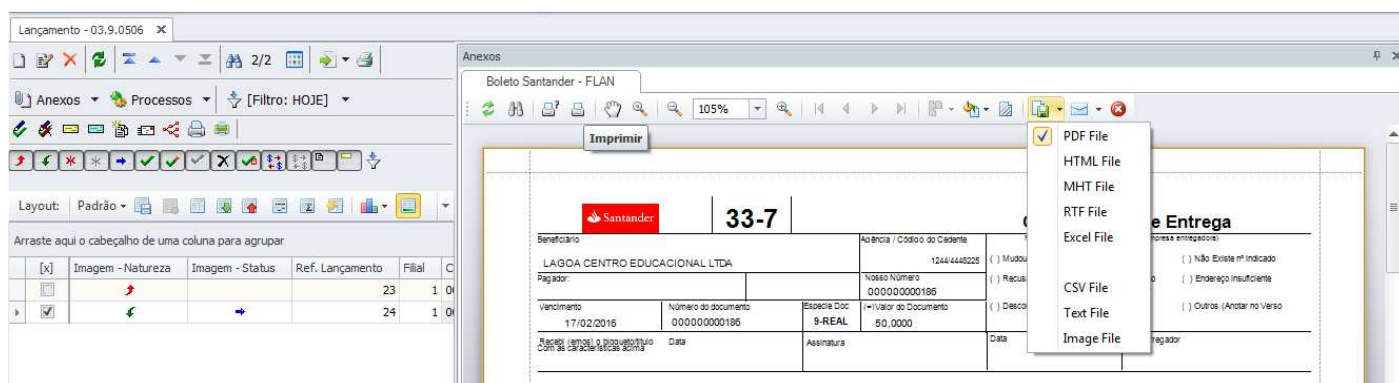 Lançamento - 03.9.0506
2/2
Anexos Processos [Filtro: HOJE]
Layout: Padrão
Arraste aqui o cabeçalho de uma coluna para agrupar
[x] Imagem - Natureza Imagem - Status Ref. Lançamento Filial
23 1
24 1
Anexos
Boleto Santander - FLAN
105%
Imprimir
PDF File
HTML File
MHT File
RTF File
Excel File
CSV File
Text File
Image File
Santander 33-7 e Entrega
Beneficiário Agência / Código do Cedente
LAGOA CENTRO EDUCACIONAL LTDA 1244/4448225 ( ) Mudou ( ) Não Existe nº Indicado
Pagador: Nosso Número ( ) Recus ( ) Endereço Insuficiente
000000000186
Vencimento Número do documento Especie Doc (=)Valor do Documento ( ) Desco ( ) Outros (Anotar no Verso
17/02/2016 000000000186 9-REAL 50,0000
Recebi (emos) o bloqueto/título Data Assinatura Data regador
Com as características acima